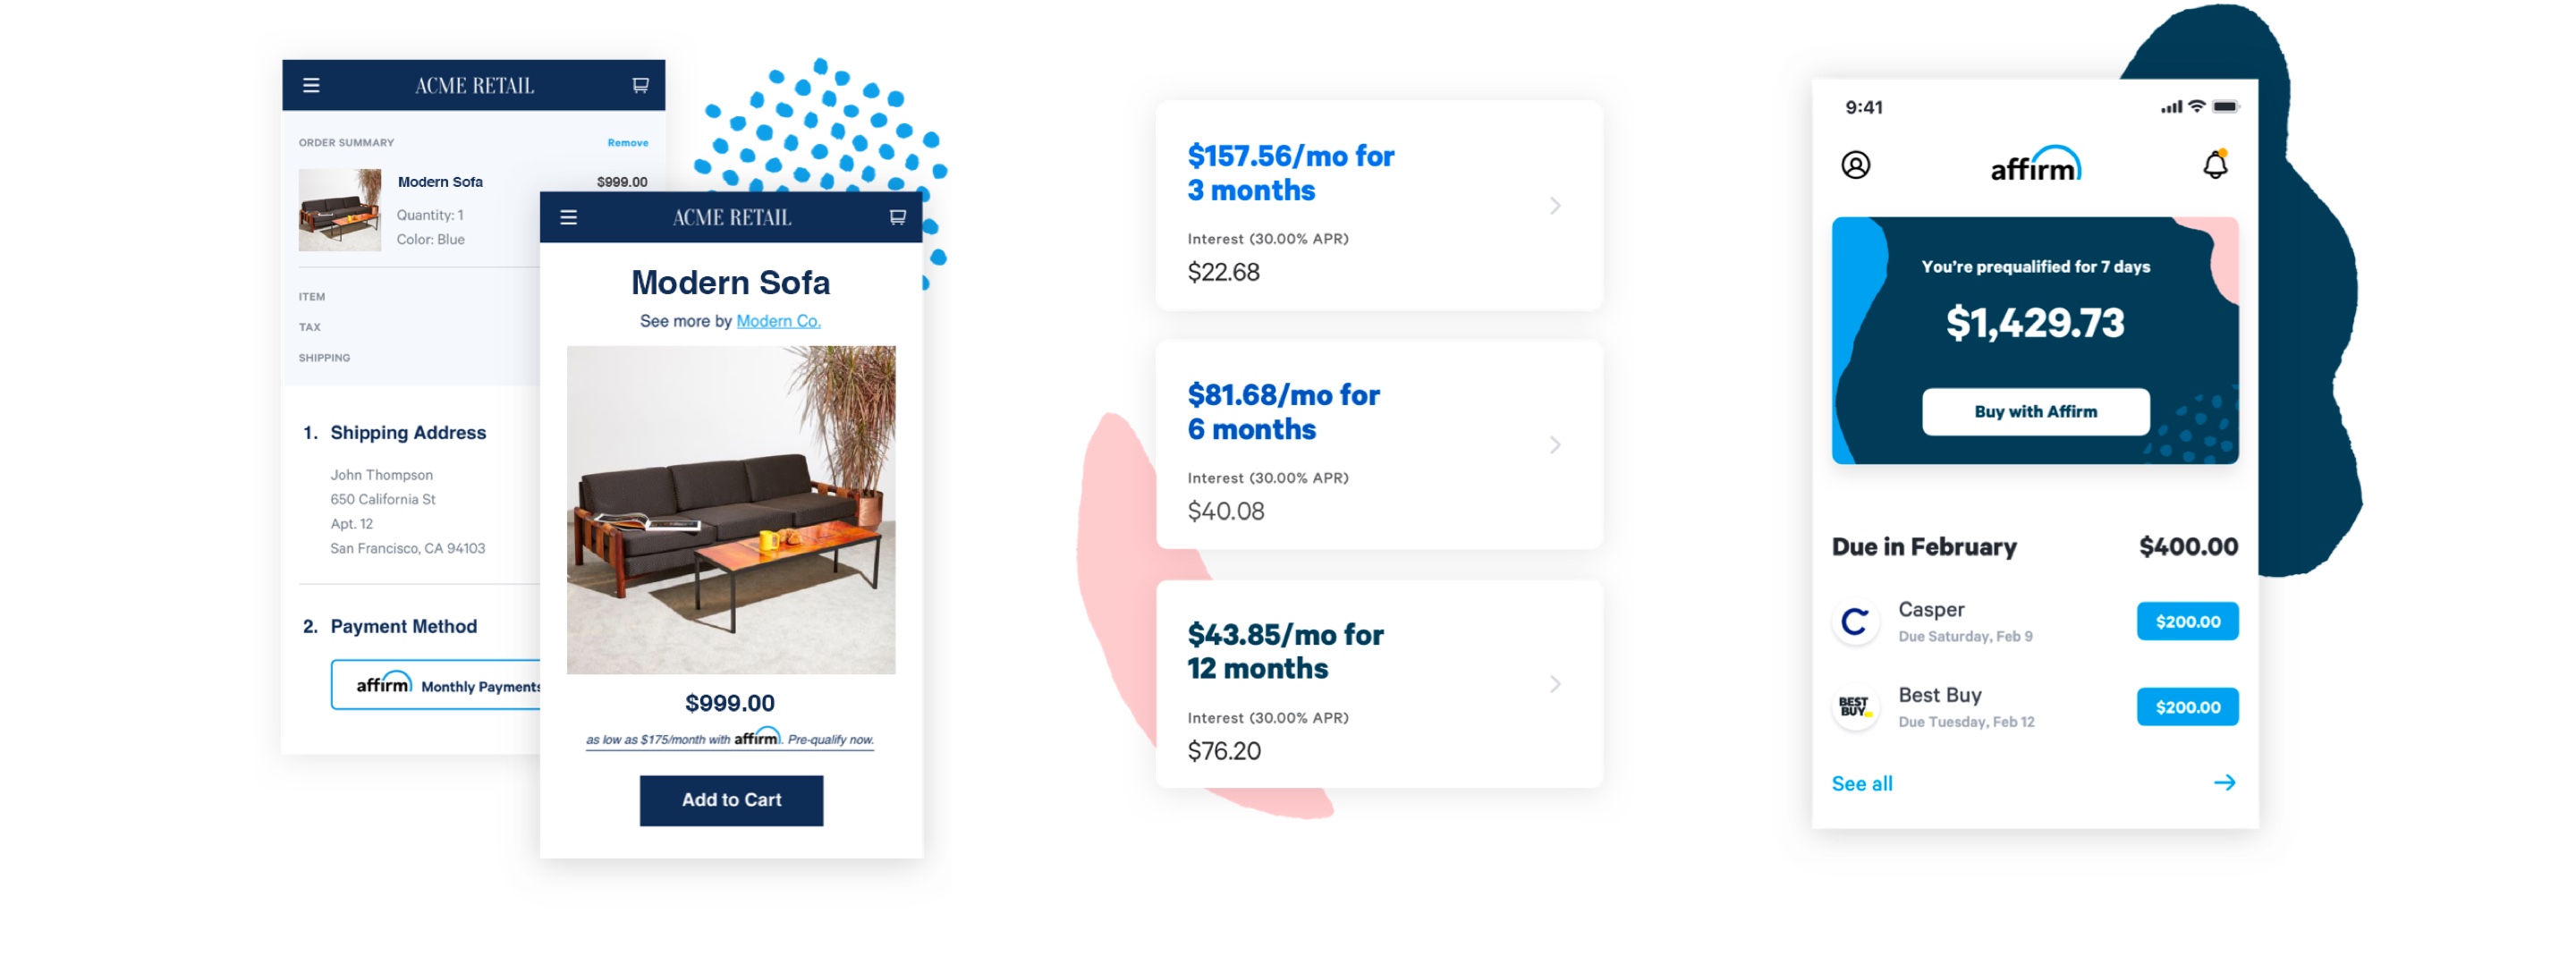 ACME RETAIL
ORDER SUMMARY
Remove
Modern Sofa
$999.00
Quantity: 1
Color: Blue
ITEM
TAX
SHIPPING
1. Shipping Address
John Thompson
650 California St
Apt. 12
San Francisco, CA 94103
2. Payment Method
affirm Monthly Payments
ACME RETAIL
Modern Sofa
See more by Modern Co.
$999.00
as low as $175/month with affirm. Pre-qualify now.
Add to Cart
$157.56/mo for
3 months
Interest (30.00% APR)
$22.68
$81.68/mo for
6 months
Interest (30.00% APR)
$40.08
$43.85/mo for
12 months
Interest (30.00% APR)
$76.20
9:41
affirm
You're prequalified for 7 days
$1,429.73
Buy with Affirm
Due in February $400.00
Casper
Due Saturday, Feb 9
$200.00
BEST
BUY
Best Buy
Due Tuesday, Feb 12
$200.00
See all